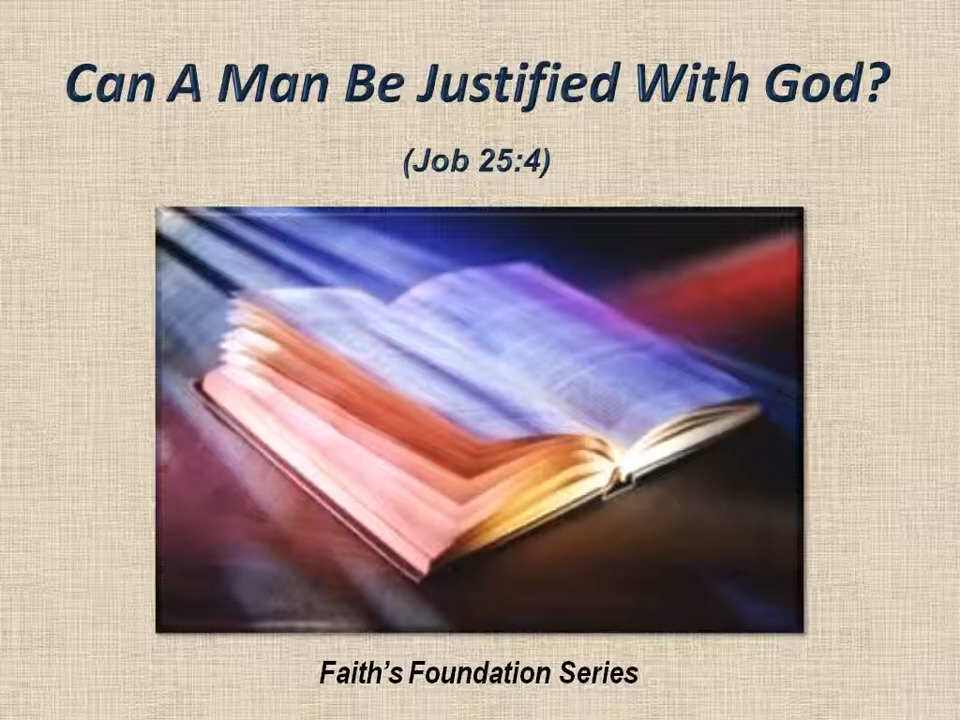 Can A Man Be Justified With God?
(Job 25:4)
Faith's Foundation Series